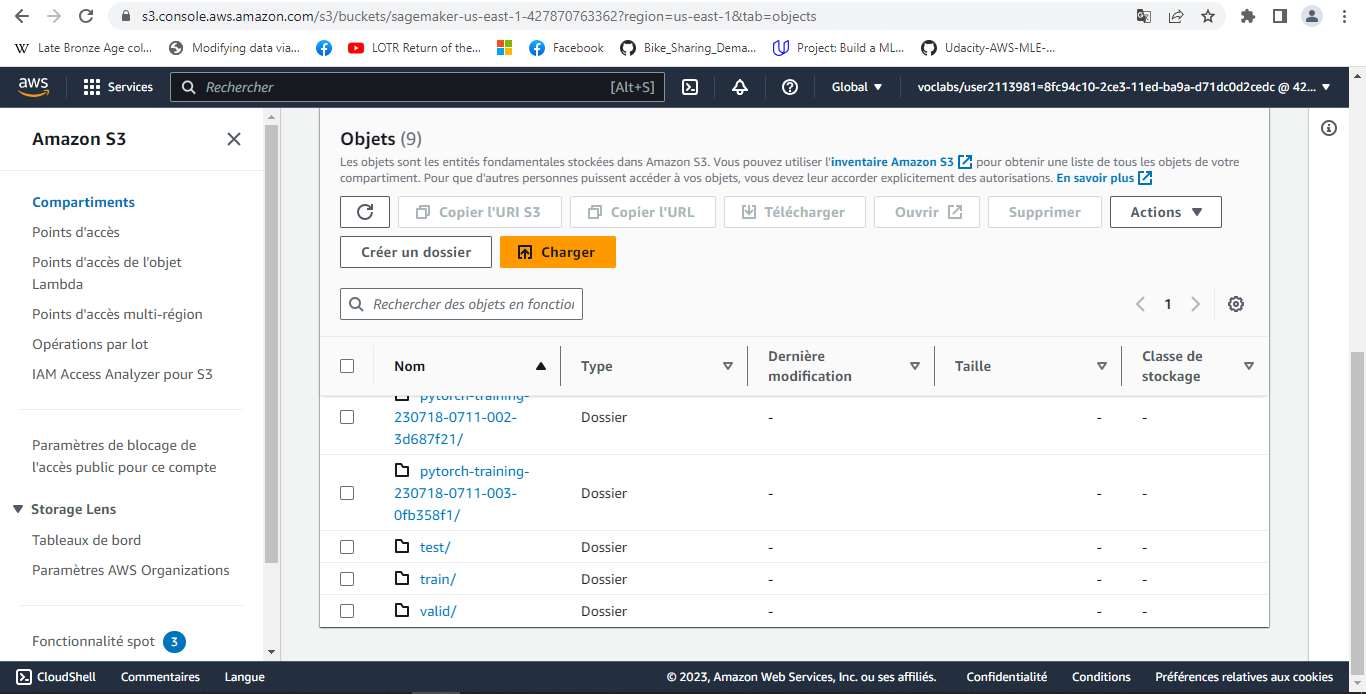 s3.console.aws.amazon.com/s3/buckets/sagemaker-us-east-1-427870763362?region=us-east-1&tab=objects
Late Bronze Age col...
Modifying data via...
LOTR Return of the...
Facebook
Bike_Sharing_Dema...
Project: Build a ML...
Udacity-AWS-MLE-...
aws
Services
Rechercher
[Alt+S]
Global
voclabs/user2113981=8fc94c10-2ce3-11ed-ba9a-d71dc0d2cedc @ 42...
Amazon S3
Compartiments
Points d'accès
Points d'accès de l'objet
Lambda
Points d'accès multi-région
Opérations par lot
IAM Access Analyzer pour S3
Paramètres de blocage de
l'accès public pour ce compte
Storage Lens
Tableaux de bord
Paramètres AWS Organizations
Fonctionnalité spot 3
Objets (9)
Les objets sont les entités fondamentales stockées dans Amazon S3. Vous pouvez utiliser l'inventaire Amazon S3 pour obtenir une liste de tous les objets de votre
compartiment. Pour que d'autres personnes puissent accéder à vos objets, vous devez leur accorder explicitement des autorisations. En savoir plus
Copier l'URI S3
Copier l'URL
Télécharger
Ouvrir
Supprimer
Actions
Créer un dossier
Charger
Rechercher des objets en fonction
1
Nom
Type
Dernière
modification
Taille
Classe de
stockage
pytorch-training-
230718-0711-002-
3d687f21/
Dossier
-
-
-
pytorch-training-
230718-0711-003-
0fb358f1/
Dossier
-
-
-
test/
Dossier
-
-
-
train/
Dossier
-
-
-
valid/
Dossier
-
-
-
CloudShell
Commentaires
Langue
© 2023, Amazon Web Services, Inc. ou ses affiliés.
Confidentialité
Conditions
Préférences relatives aux cookies